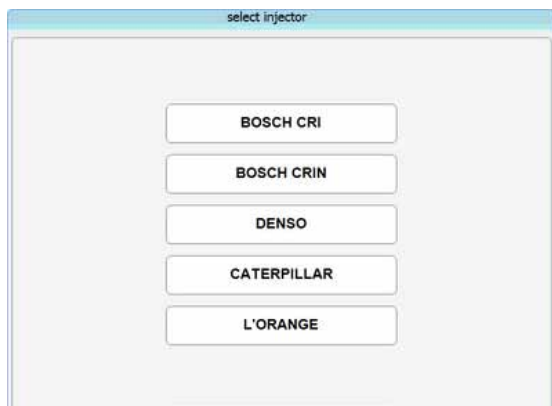 select injector
BOSCH CRI
BOSCH CRIN
DENSO
CATERPILLAR
L'ORANGE